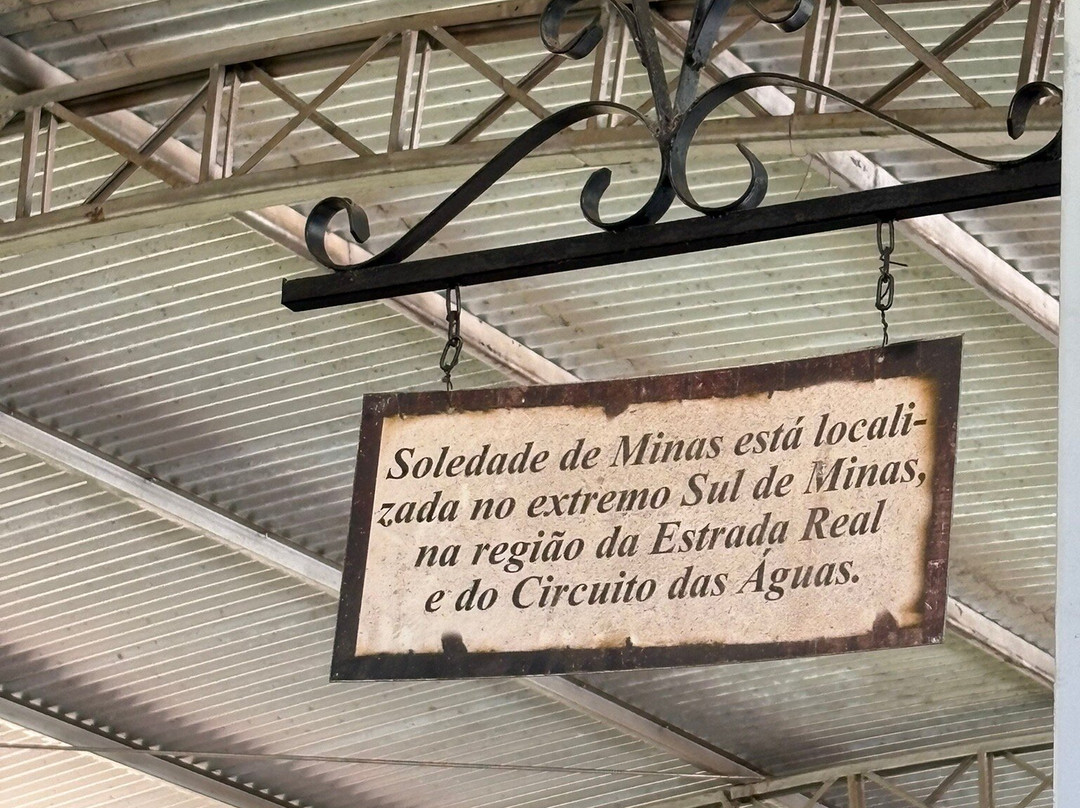 Soledade de Minas está locali-
zada no extremo Sul de Minas,
na região da Estrada Real
e do Circuito das Águas.